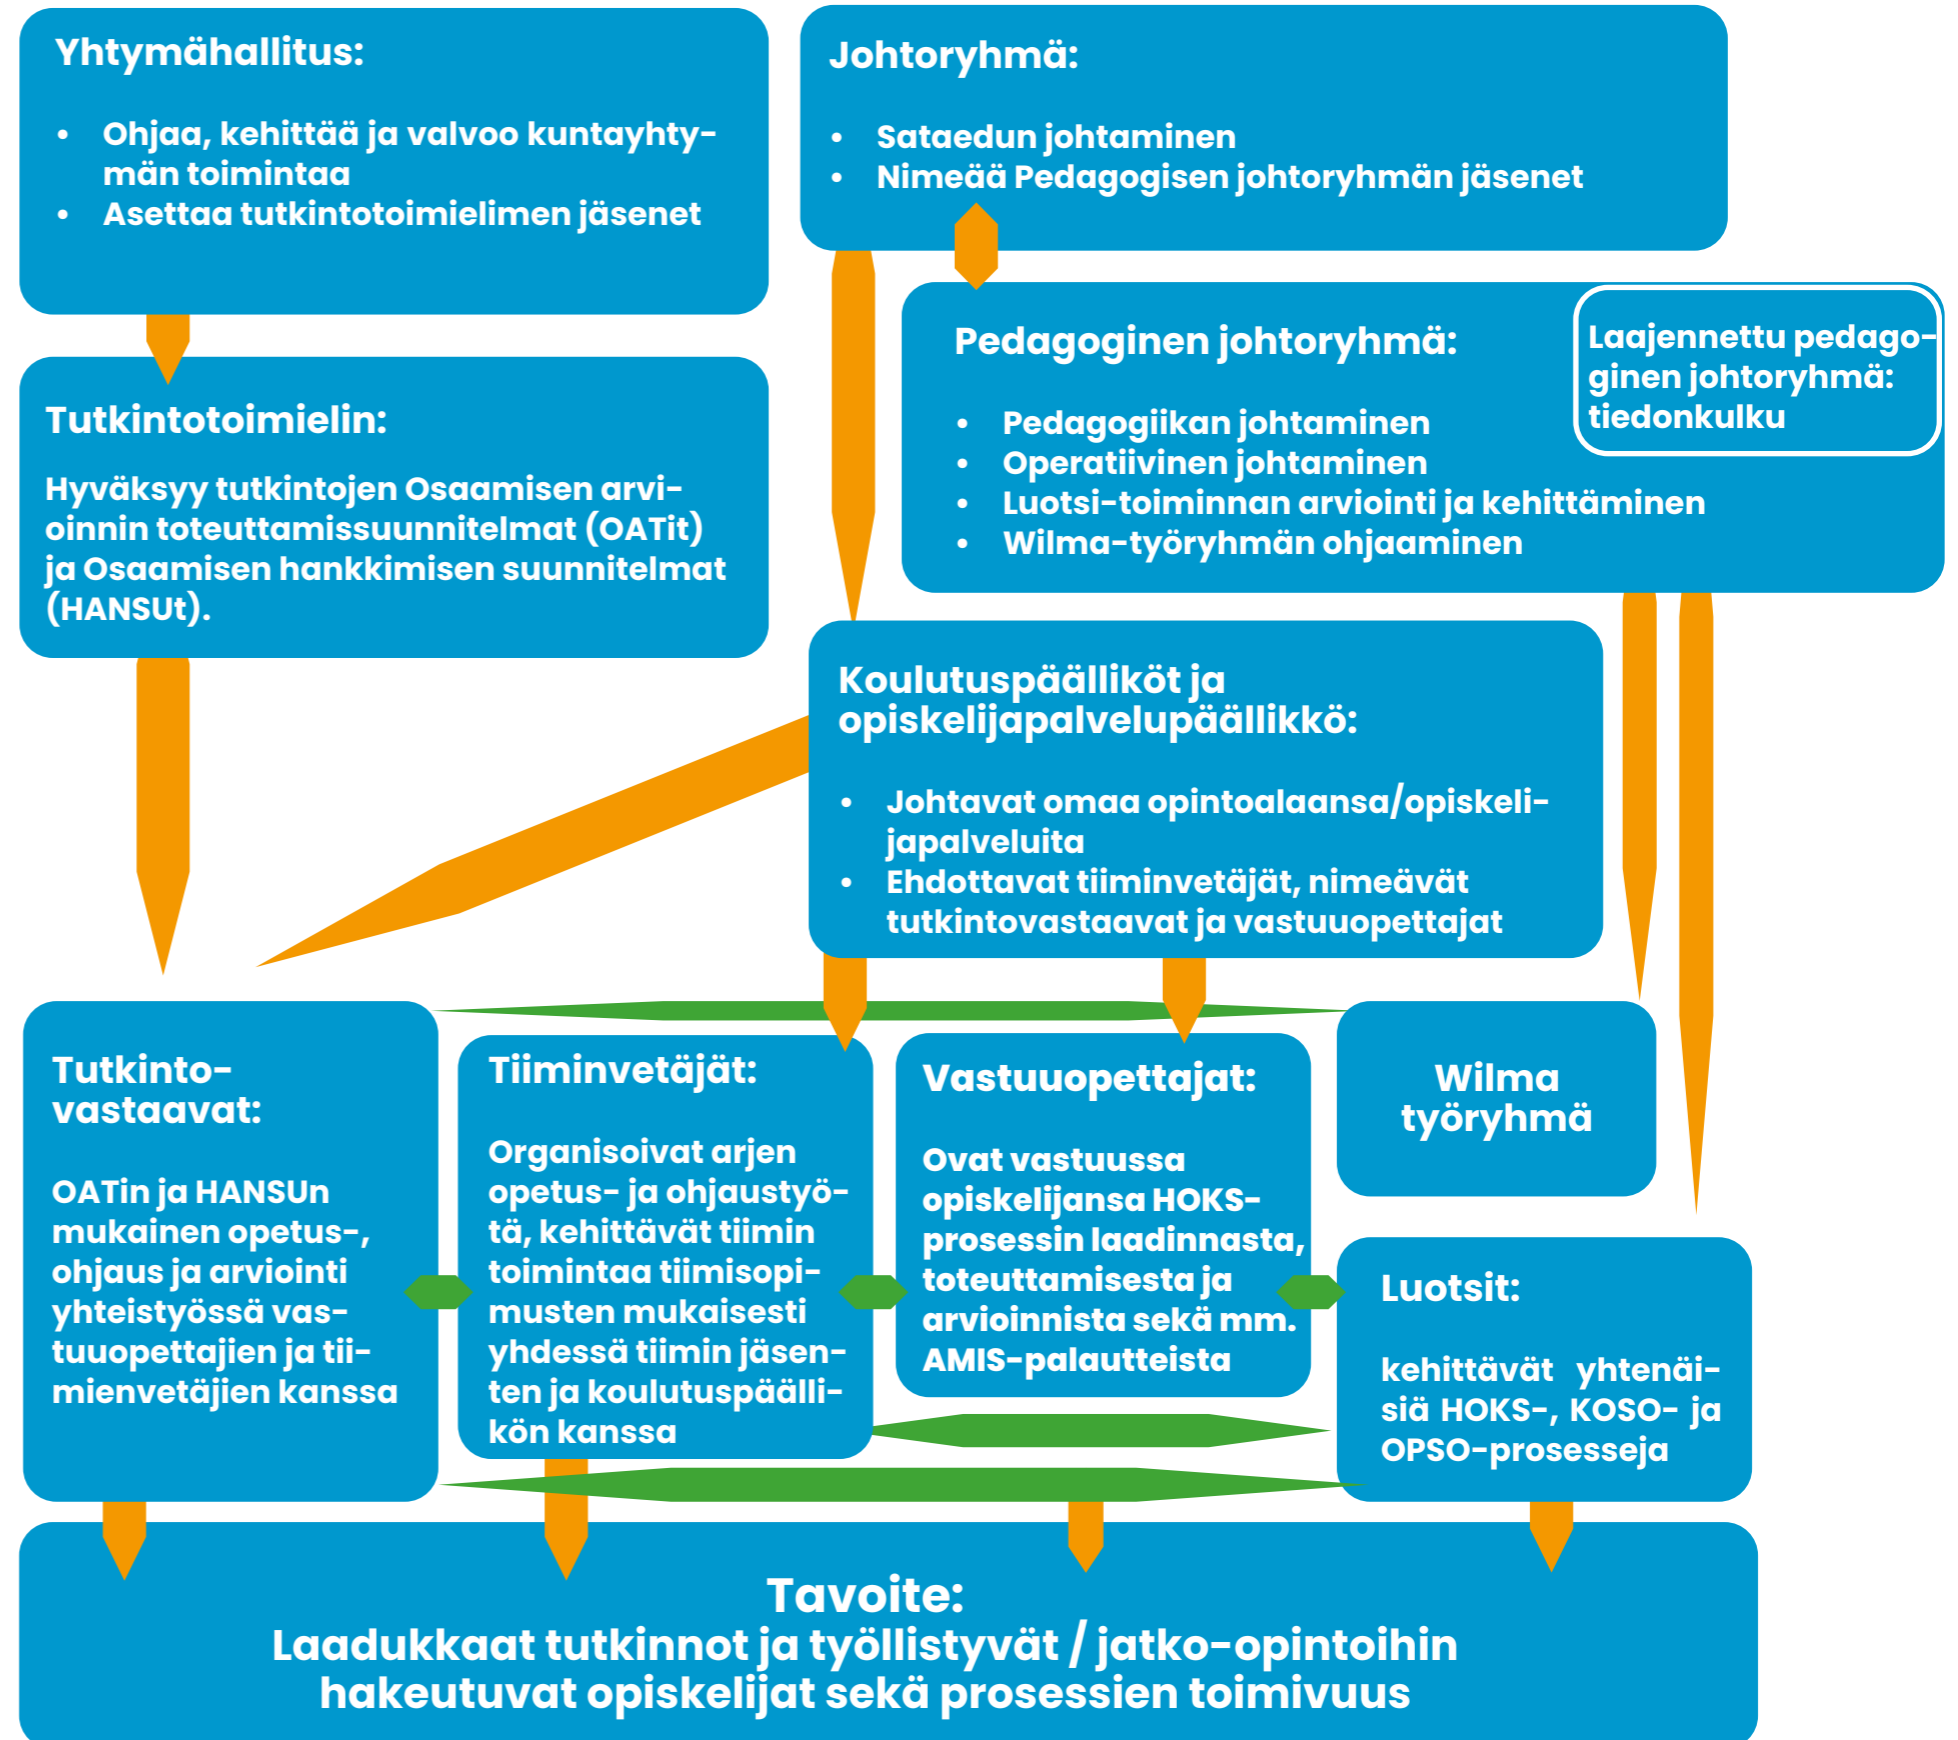 Yhtymähallitus:
• Ohjaa, kehittää ja valvoo kuntayhty-
män toimintaa
• Asettaa tutkintotoimielimen jäsenet
Johtoryhmä:
• Sataedun johtaminen
• Nimeää Pedagogisen johtoryhmän jäsenet
Tutkintotoimielin:
Hyväksyy tutkintojen Osaamisen arvi-
oinnin toteuttamissuunnitelmat (OATit)
ja Osaamisen hankkimisen suunnitelmat
(HANSUt).
Pedagoginen johtoryhmä:
• Pedagogiikan johtaminen
• Operatiivinen johtaminen
• Luotsi-toiminnan arviointi ja kehittäminen
• Wilma-työryhmän ohjaaminen
Laajennettu pedago-
ginen johtoryhmä:
tiedonkulku
Koulutuspäälliköt ja
opiskelijapalvelupäällikkö:
• Johtavat omaa opintoalaansa/opiskeli-
japalveluita
• Ehdottavat tiiminvetäjät, nimeävät
tutkintovastaavat ja vastuuopettajat
Tutkinto-
vastaavat:
OATin ja HANSUn
mukainen opetus-,
ohjaus ja arviointi
yhteistyössä vas-
tuuopettajien ja tii-
mienvetäjien kanssa
Tiiminvetäjät:
Organisoivat arjen
opetus- ja ohjaustyö-
tä, kehittävät tiimin
toimintaa tiimisopi-
musten mukaisesti
yhdessä tiimin jäsen-
ten ja koulutuspäälli-
kön kanssa
Vastuuopettajat:
Ovat vastuussa
opiskelijansa HOKS-
prosessin laadinnasta,
toteuttamisesta ja
arvioinnista sekä mm.
AMIS-palautteista
Wilma
työryhmä
Luotsit:
kehittävät yhtenäi-
siä HOKS-, KOSO- ja
OPSO-prosesseja
Tavoite:
Laadukkaat tutkinnot ja työllistyvät / jatko-opintoihin
hakeutuvat opiskelijat sekä prosessien toimivuus